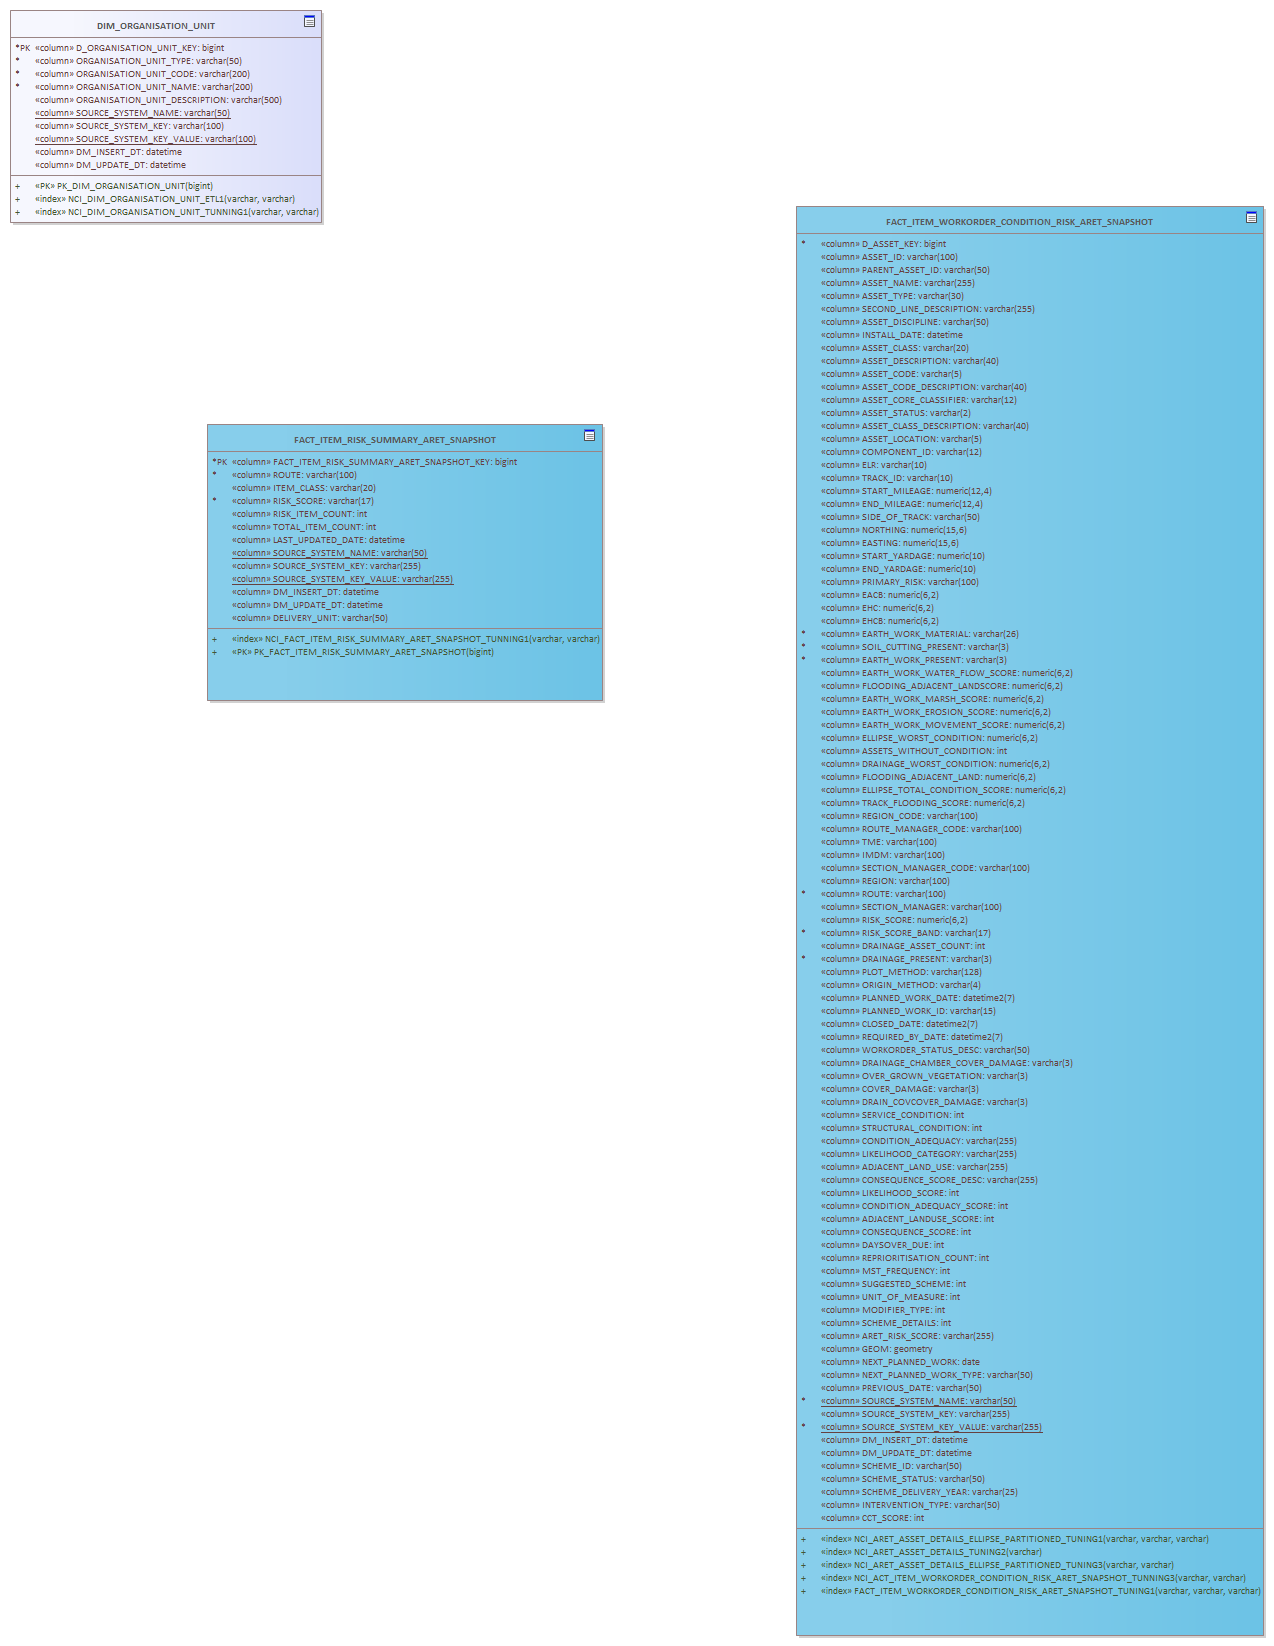 DIM_ORGANISATION_UNIT
*PK «column» D_ORGANISATION_UNIT_KEY: bigint
* «column» ORGANISATION_UNIT_TYPE: varchar(50)
* «column» ORGANISATION_UNIT_CODE: varchar(200)
* «column» ORGANISATION_UNIT_NAME: varchar(200)
«column» ORGANISATION_UNIT_DESCRIPTION: varchar(500)
«column» SOURCE_SYSTEM_NAME: varchar(50)
«column» SOURCE_SYSTEM_KEY: varchar(100)
«column» SOURCE_SYSTEM_KEY_VALUE: varchar(100)
«column» DM_INSERT_DT: datetime
«column» DM_UPDATE_DT: datetime
+ «PK» PK_DIM_ORGANISATION_UNIT(bigint)
+ «index» NCI_DIM_ORGANISATION_UNIT_ETL1(varchar, varchar)
+ «index» NCI_DIM_ORGANISATION_UNIT_TUNNING1(varchar, varchar)
FACT_ITEM_RISK_SUMMARY_ARET_SNAPSHOT
*PK «column» FACT_ITEM_RISK_SUMMARY_ARET_SNAPSHOT_KEY: bigint
* «column» ROUTE: varchar(100)
«column» ITEM_CLASS: varchar(20)
* «column» RISK_SCORE: varchar(17)
«column» RISK_ITEM_COUNT: int
«column» TOTAL_ITEM_COUNT: int
«column» LAST_UPDATED_DATE: datetime
«column» SOURCE_SYSTEM_NAME: varchar(50)
«column» SOURCE_SYSTEM_KEY: varchar(255)
«column» SOURCE_SYSTEM_KEY_VALUE: varchar(255)
«column» DM_INSERT_DT: datetime
«column» DM_UPDATE_DT: datetime
«column» DELIVERY_UNIT: varchar(50)
+ «index» NCI_FACT_ITEM_RISK_SUMMARY_ARET_SNAPSHOT_TUNNING1(varchar, varchar)
+ «PK» PK_FACT_ITEM_RISK_SUMMARY_ARET_SNAPSHOT(bigint)
FACT_ITEM_WORKORDER_CONDITION_RISK_ARET_SNAPSHOT
* «column» D_ASSET_KEY: bigint
«column» ASSET_ID: varchar(100)
«column» PARENT_ASSET_ID: varchar(50)
«column» ASSET_NAME: varchar(255)
«column» ASSET_TYPE: varchar(30)
«column» SECOND_LINE_DESCRIPTION: varchar(255)
«column» ASSET_DISCIPLINE: varchar(50)
«column» INSTALL_DATE: datetime
«column» ASSET_CLASS: varchar(20)
«column» ASSET_DESCRIPTION: varchar(40)
«column» ASSET_CODE: varchar(5)
«column» ASSET_CODE_DESCRIPTION: varchar(40)
«column» ASSET_CORE_CLASSIFIER: varchar(12)
«column» ASSET_STATUS: varchar(2)
«column» ASSET_CLASS_DESCRIPTION: varchar(40)
«column» ASSET_LOCATION: varchar(5)
«column» COMPONENT_ID: varchar(12)
«column» ELR: varchar(10)
«column» TRACK_ID: varchar(10)
«column» START_MILEAGE: numeric(12,4)
«column» END_MILEAGE: numeric(12,4)
«column» SIDE_OF_TRACK: varchar(50)
«column» NORTHING: numeric(15,6)
«column» EASTING: numeric(15,6)
«column» START_YARDAGE: numeric(10)
«column» END_YARDAGE: numeric(10)
«column» PRIMARY_RISK: varchar(100)
«column» EACB: numeric(6,2)
«column» EHC: numeric(6,2)
«column» EHCB: numeric(6,2)
* «column» EARTH_WORK_MATERIAL: varchar(26)
* «column» SOIL_CUTTING_PRESENT: varchar(3)
* «column» EARTH_WORK_PRESENT: varchar(3)
«column» EARTH_WORK_WATER_FLOW_SCORE: numeric(6,2)
«column» FLOODING_ADJACENT_LANDSCORE: numeric(6,2)
«column» EARTH_WORK_MARSH_SCORE: numeric(6,2)
«column» EARTH_WORK_EROSION_SCORE: numeric(6,2)
«column» EARTH_WORK_MOVEMENT_SCORE: numeric(6,2)
«column» ELLIPSE_WORST_CONDITION: numeric(6,2)
«column» ASSETS_WITHOUT_CONDITION: int
«column» DRAINAGE_WORST_CONDITION: numeric(6,2)
«column» FLOODING_ADJACENT_LAND: numeric(6,2)
«column» ELLIPSE_TOTAL_CONDITION_SCORE: numeric(6,2)
«column» TRACK_FLOODING_SCORE: numeric(6,2)
«column» REGION_CODE: varchar(100)
«column» ROUTE_MANAGER_CODE: varchar(100)
«column» TME: varchar(100)
«column» IMDM: varchar(100)
«column» SECTION_MANAGER_CODE: varchar(100)
«column» REGION: varchar(100)
* «column» ROUTE: varchar(100)
«column» SECTION_MANAGER: varchar(100)
«column» RISK_SCORE: numeric(6,2)
* «column» RISK_SCORE_BAND: varchar(17)
«column» DRAINAGE_ASSET_COUNT: int
* «column» DRAINAGE_PRESENT: varchar(3)
«column» PLOT_METHOD: varchar(128)
«column» ORIGIN_METHOD: varchar(4)
«column» PLANNED_WORK_DATE: datetime2(7)
«column» PLANNED_WORK_ID: varchar(15)
«column» CLOSED_DATE: datetime2(7)
«column» REQUIRED_BY_DATE: datetime2(7)
«column» WORKORDER_STATUS_DESC: varchar(50)
«column» DRAINAGE_CHAMBER_COVER_DAMAGE: varchar(3)
«column» OVER_GROWN_VEGETATION: varchar(3)
«column» COVER_DAMAGE: varchar(3)
«column» DRAIN_COVCOVER_DAMAGE: varchar(3)
«column» SERVICE_CONDITION: int
«column» STRUCTURAL_CONDITION: int
«column» CONDITION_ADEQUACY: varchar(255)
«column» LIKELIHOOD_CATEGORY: varchar(255)
«column» ADJACENT_LAND_USE: varchar(255)
«column» CONSEQUENCE_SCORE_DESC: varchar(255)
«column» LIKELIHOOD_SCORE: int
«column» CONDITION_ADEQUACY_SCORE: int
«column» ADJACENT_LANDUSE_SCORE: int
«column» CONSEQUENCE_SCORE: int
«column» DAYSOVER_DUE: int
«column» REPRIORITISATION_COUNT: int
«column» MST_FREQUENCY: int
«column» SUGGESTED_SCHEME: int
«column» UNIT_OF_MEASURE: int
«column» MODIFIER_TYPE: int
«column» SCHEME_DETAILS: int
«column» ARET_RISK_SCORE: varchar(255)
«column» GEOM: geometry
«column» NEXT_PLANNED_WORK: date
«column» NEXT_PLANNED_WORK_TYPE: varchar(50)
«column» PREVIOUS_DATE: varchar(50)
* «column» SOURCE_SYSTEM_NAME: varchar(50)
«column» SOURCE_SYSTEM_KEY: varchar(255)
* «column» SOURCE_SYSTEM_KEY_VALUE: varchar(255)
«column» DM_INSERT_DT: datetime
«column» DM_UPDATE_DT: datetime
«column» SCHEME_ID: varchar(50)
«column» SCHEME_STATUS: varchar(50)
«column» SCHEME_DELIVERY_YEAR: varchar(25)
«column» INTERVENTION_TYPE: varchar(50)
«column» CCT_SCORE: int
+ «index» NCI_ARET_ASSET_DETAILS_ELLIPSE_PARTITIONED_TUNING1(varchar, varchar, varchar)
+ «index» NCI_ARET_ASSET_DETAILS_TUNING2(varchar)
+ «index» NCI_ARET_ASSET_DETAILS_ELLIPSE_PARTITIONED_TUNING3(varchar, varchar)
+ «index» NCI_ACT_ITEM_WORKORDER_CONDITION_RISK_ARET_SNAPSHOT_TUNNING3(varchar, varchar)
+ «index» FACT_ITEM_WORKORDER_CONDITION_RISK_ARET_SNAPSHOT_TUNING1(varchar, varchar, varchar)